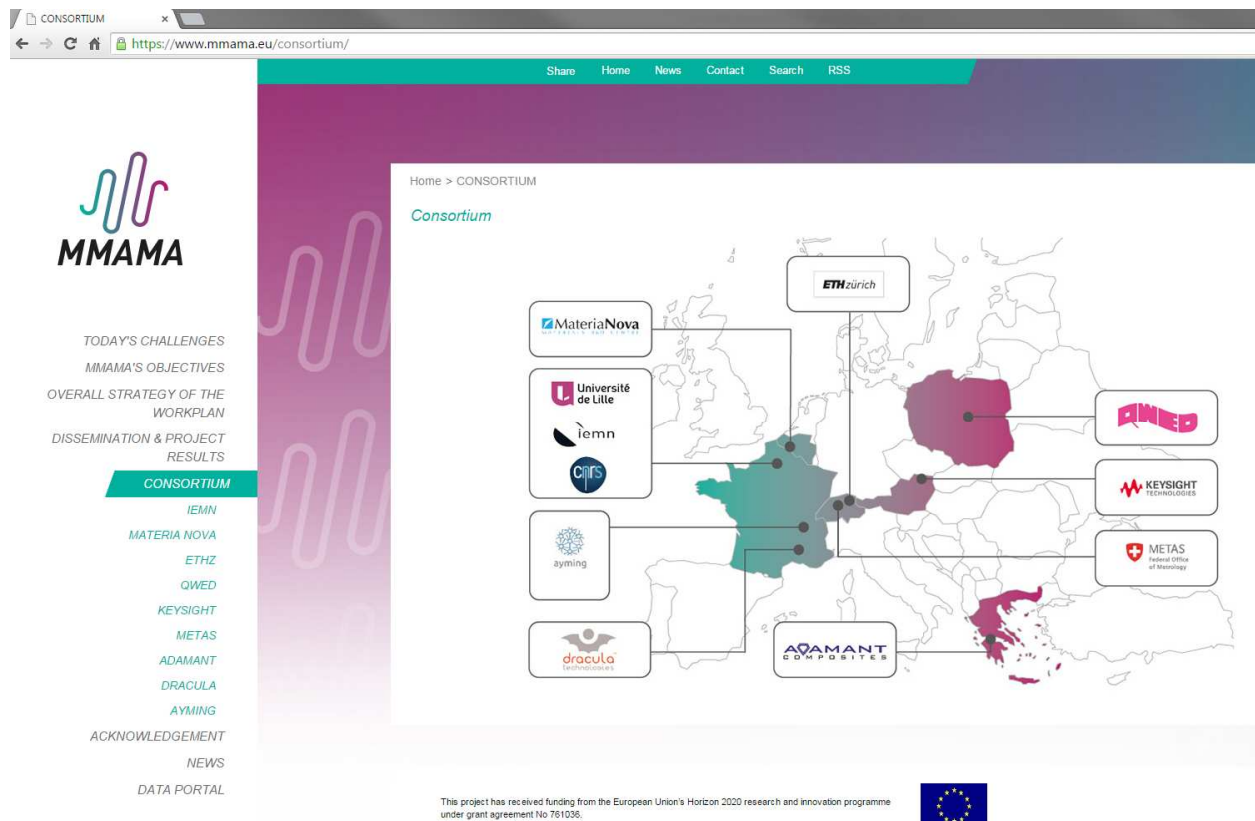 CONSORTIUM
https://www.mmama.eu/consortium/
Share Home News Contact Search RSS
MMAMA
TODAY'S CHALLENGES
MMAMA'S OBJECTIVES
OVERALL STRATEGY OF THE
WORKPLAN
DISSEMINATION & PROJECT
RESULTS
CONSORTIUM
IEMN
MATERIA NOVA
ETHZ
QWED
KEYSIGHT
METAS
ADAMANT
DRACULA
AYMING
ACKNOWLEDGEMENT
NEWS
DATA PORTAL
Home > CONSORTIUM
Consortium
ETHzürich
MateriaNova
MATERIALS R&D CENTRE
Université
de Lille
iemn
cnrs
ayming
dracula
technologies
ADAMANT
COMPOSITES
QWED
KEYSIGHT
TECHNOLOGIES
METAS
Federal Office
of Metrology
This project has received funding from the European Union's Horizon 2020 research and innovation programme
under grant agreement No 761036.